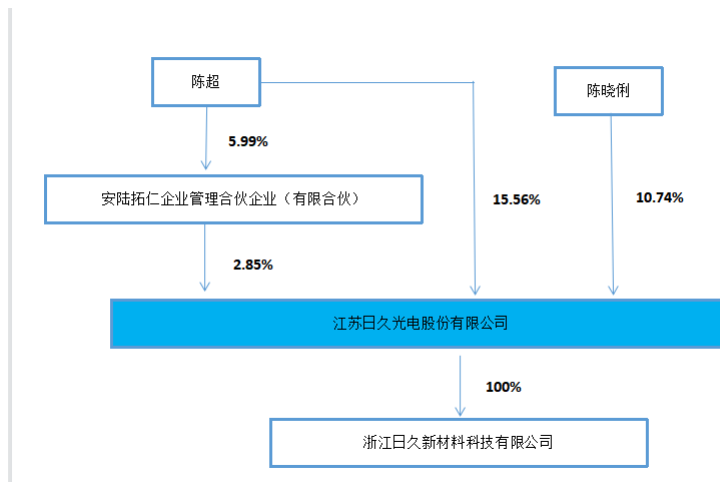 陈超
陈晓俐
5.99%
安陆拓仁企业管理合伙企业（有限合伙）
15.56%
10.74%
2.85%
江苏日久光电股份有限公司
100%
浙江日久新材料科技有限公司